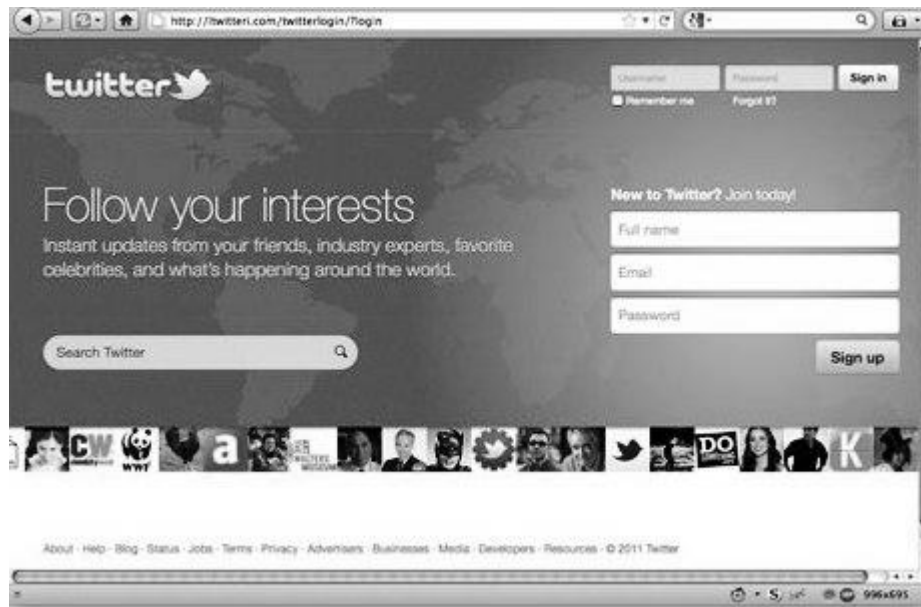 http://itwitteri.com/twitterlogin/?login
twitter
Username
Password
Sign in
Remember me
Forgot it?
Follow your interests
Instant updates from your friends, industry experts, favorite
celebrities, and what's happening around the world.
New to Twitter? Join today!
Full name
Email
Password
Search Twitter
Sign up
CW
WWF
a
DO
K
About · Help · Blog · Status · Jobs · Terms · Privacy · Advertisers · Businesses · Media · Developers · Resources · © 2011 Twitter
996x695